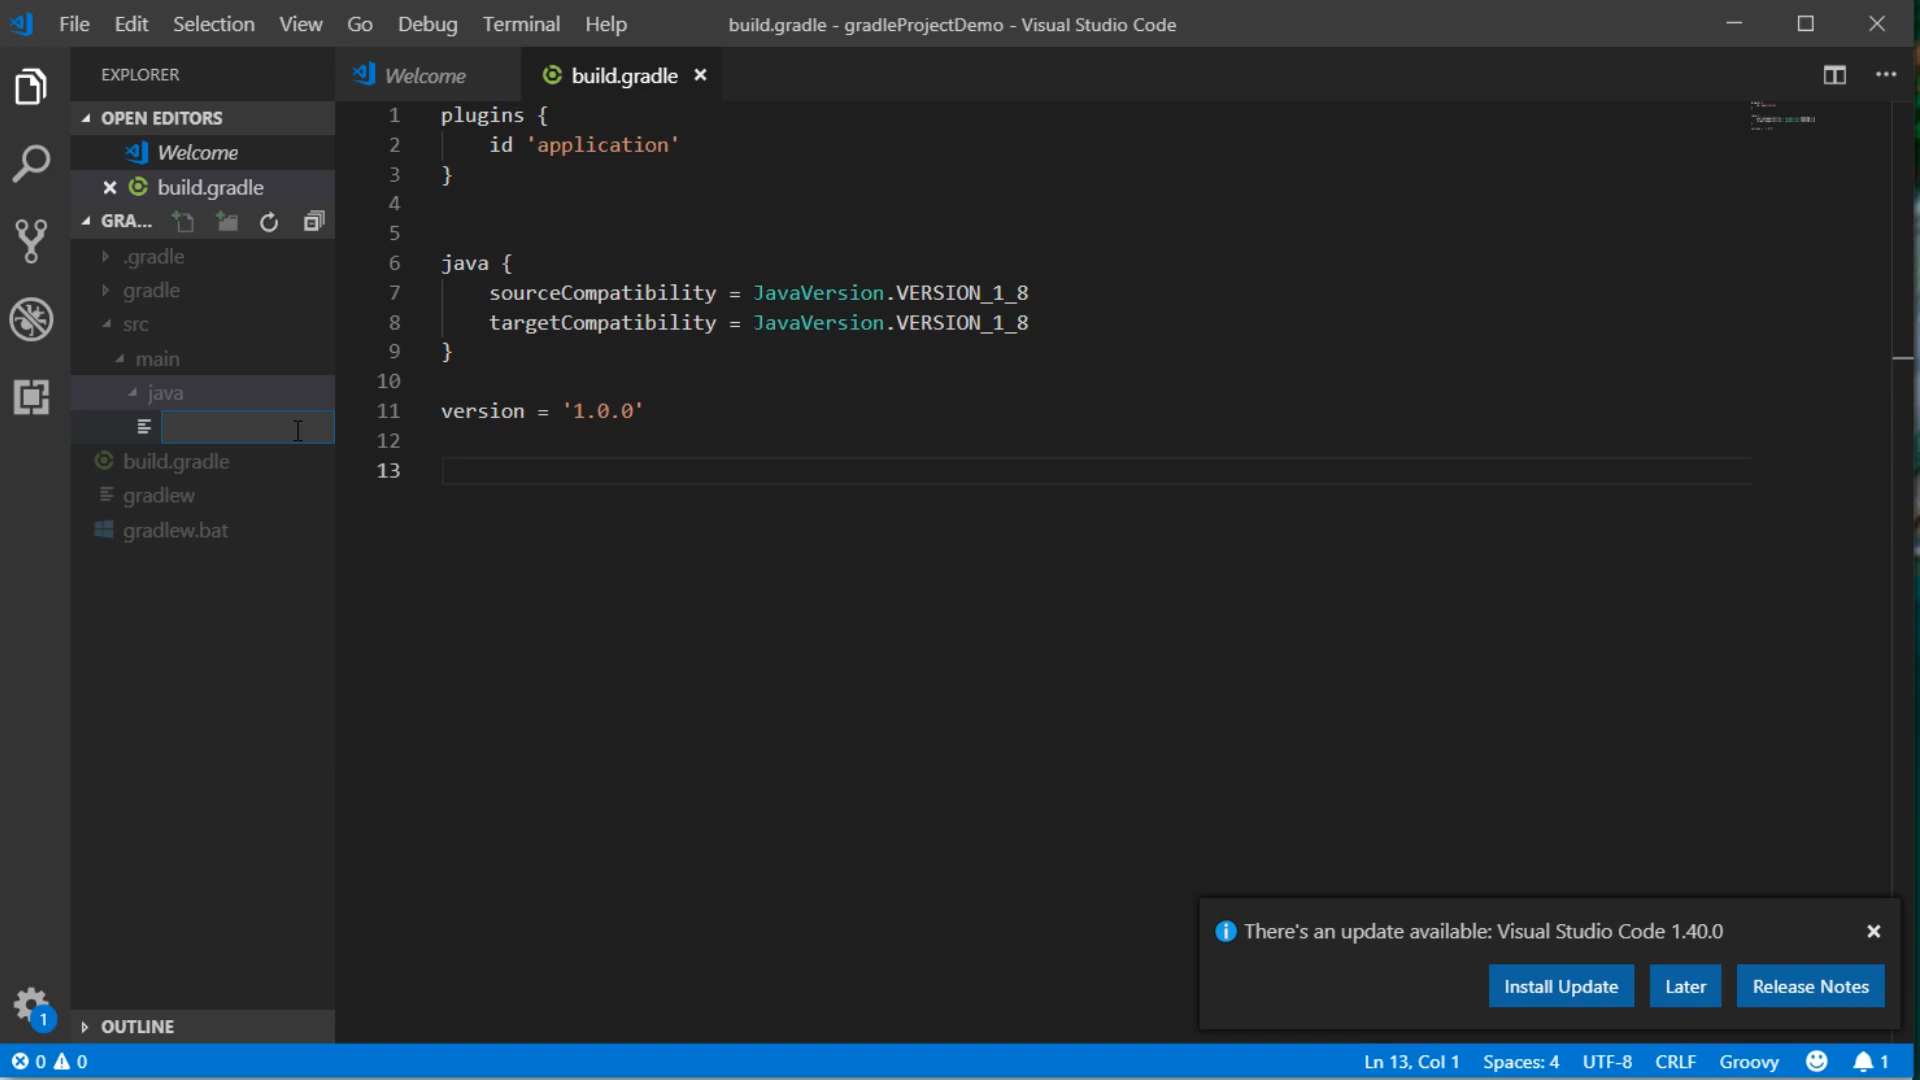 File Edit Selection View Go Debug Terminal Help build.gradle - gradleProjectDemo - Visual Studio Code
EXPLORER
Welcome
build.gradle
OPEN EDITORS
Welcome
build.gradle
GRA...
.gradle
gradle
src
main
java
build.gradle
gradlew
gradlew.bat
OUTLINE
1 plugins {
2 id 'application'
3 }
4
5
6 java {
7 sourceCompatibility = JavaVersion.VERSION_1_8
8 targetCompatibility = JavaVersion.VERSION_1_8
9 }
10
11 version = '1.0.0'
12
13
There's an update available: Visual Studio Code 1.40.0
Install Update Later Release Notes
1
0 0 Ln 13, Col 1 Spaces: 4 UTF-8 CRLF Groovy 1